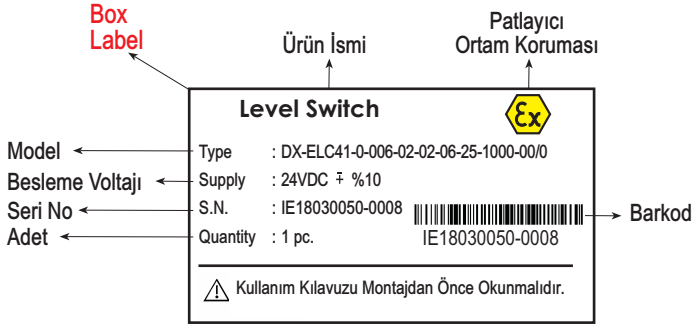 Box
Label
Ürün İsmi
Patlayıcı
Ortam Koruması
Level Switch
Ex
Model
Type : DX-ELC41-0-006-02-02-06-25-1000-00/0
Besleme Voltajı
Supply : 24VDC ∓ %10
Seri No
S.N. : IE18030050-0008
Barkod
Adet
Quantity : 1 pc.
IE18030050-0008
Kullanım Kılavuzu Montajdan Önce Okunmalıdır.